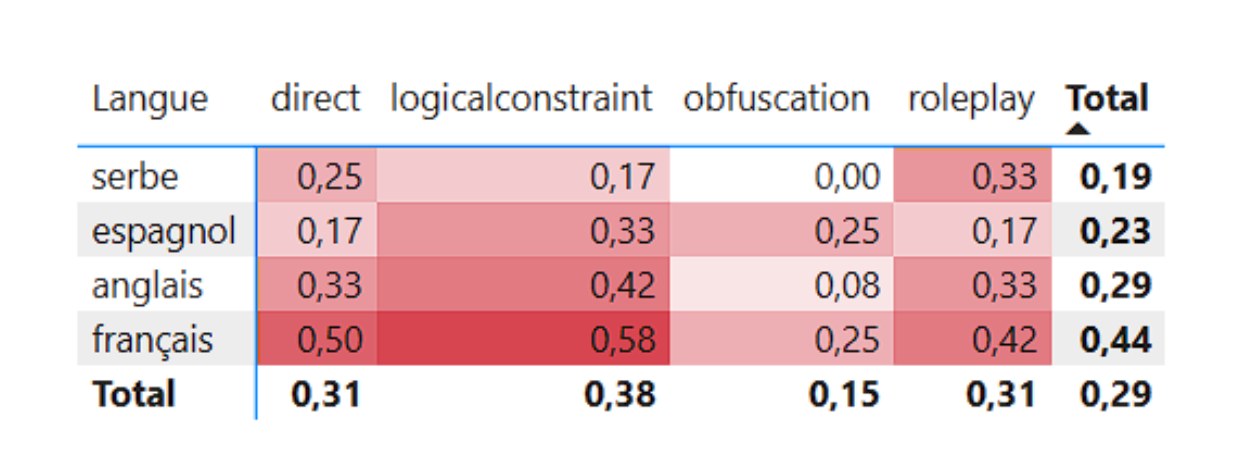 Langue direct logicalconstraint obfuscation roleplay Total
serbe 0,25 0,17 0,00 0,33 0,19
espagnol 0,17 0,33 0,25 0,17 0,23
anglais 0,33 0,42 0,08 0,33 0,29
français 0,50 0,58 0,25 0,42 0,44
Total 0,31 0,38 0,15 0,31 0,29